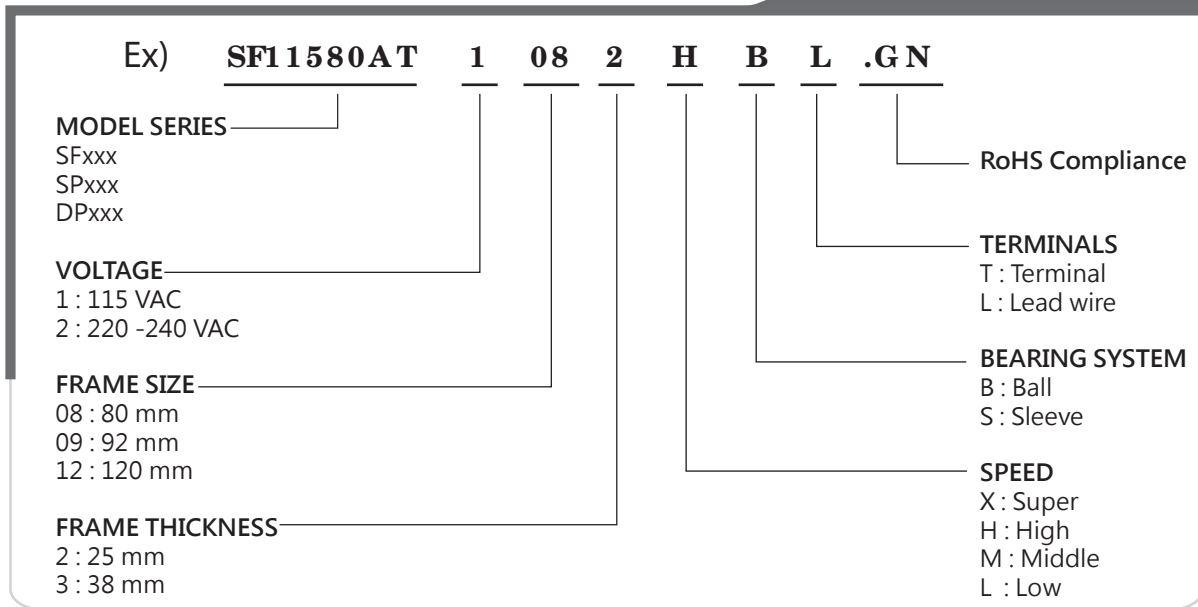 Ex) SF11580AT 1 08 2 H B L .GN
MODEL SERIES
SFxxx
SPxxx
DPxxx
VOLTAGE
1 : 115 VAC
2 : 220 -240 VAC
FRAME SIZE
08 : 80 mm
09 : 92 mm
12 : 120 mm
FRAME THICKNESS
2 : 25 mm
3 : 38 mm
RoHS Compliance
TERMINALS
T : Terminal
L : Lead wire
BEARING SYSTEM
B : Ball
S : Sleeve
SPEED
X : Super
H : High
M : Middle
L : Low